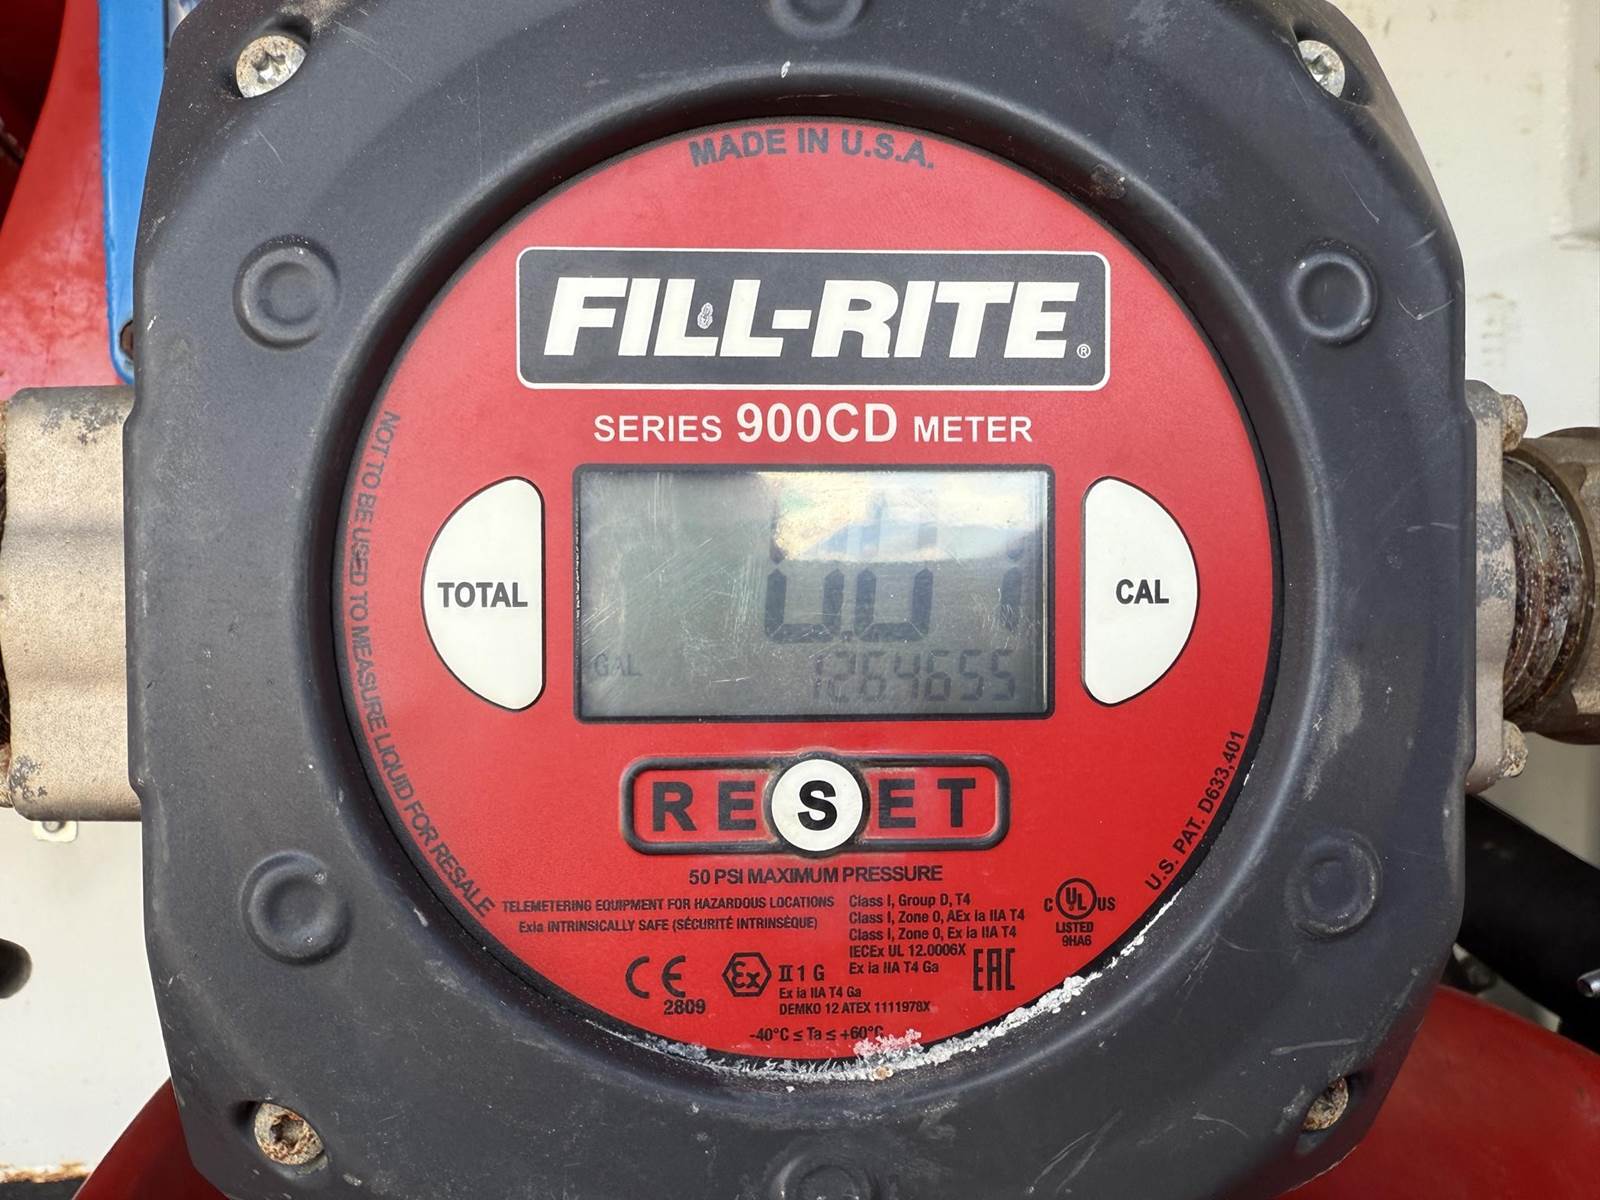 MADE IN U.S.A.
FILL-RITE®
SERIES 900CD METER
NOT TO BE USED TO MEASURE LIQUID FOR RESALE
TOTAL
CAL
GAL
1264655
RESET
50 PSI MAXIMUM PRESSURE
TELEMETERING EQUIPMENT FOR HAZARDOUS LOCATIONS
Exia INTRINSICALLY SAFE (SÉCURITÉ INTRINSÈQUE)
Class I, Group D, T4
Class I, Zone 0, AEx ia IIA T4
Class I, Zone 0, Ex ia IIA T4
IECEx UL 12.0006X
Ex ia IIA T4 Ga
C UL US
LISTED
9HA6
U.S. PAT. D633,401
CE
2809
Ex II 1 G
Ex ia IIA T4 Ga
DEMKO 12 ATEX 1111978X
EAC
-40°C ≤ Ta ≤ +60°C